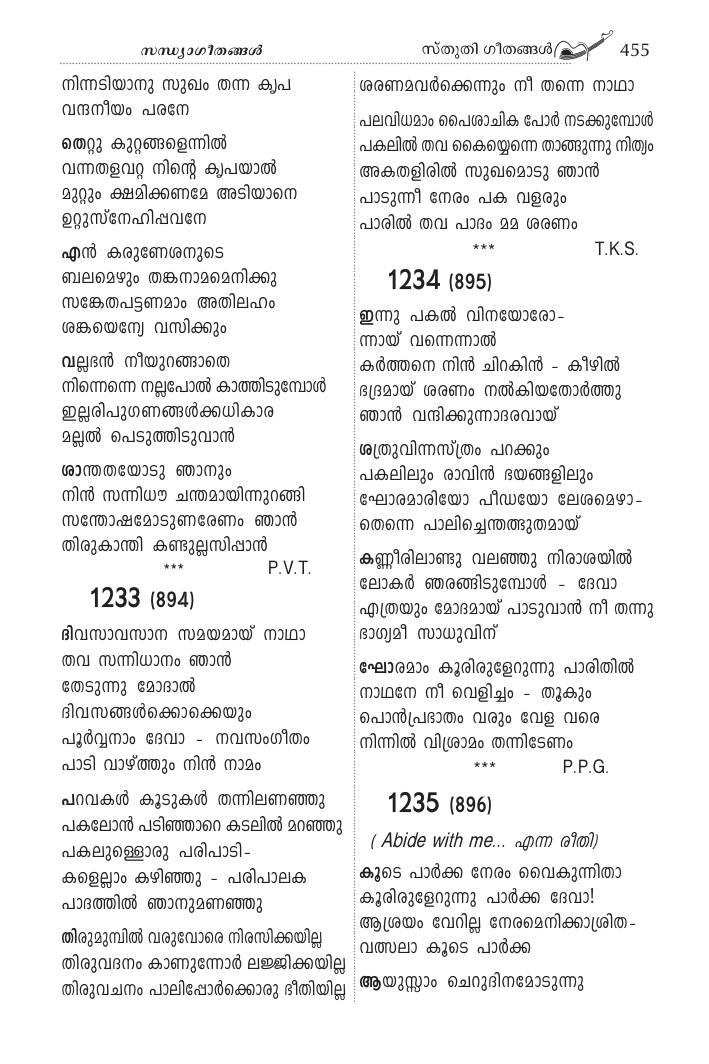 സന്ധ്യാഗീതങ്ങൾ
സ്തുതി ഗീതങ്ങൾ 455
നിന്നടിയാനു സുഖം തന്ന കൃപ
വന്ദനീയം പരനേ
തെറ്റു കുറ്റങ്ങളെന്നിൽ
വന്നതളവറ്റ നിന്റെ കൃപയാൽ
മുറ്റും ക്ഷമിക്കണമേ അടിയാനെ
ഉറ്റുസ്നേഹിപ്പവനേ
എൻ കരുണേശനുടെ
ബലമെഴും തങ്കനാമമെനിക്കു
സങ്കേതപട്ടണമാം അതിലഹം
ശങ്കയെന്യേ വസിക്കും
വല്ലഭൻ നീയുറങ്ങാതെ
നിന്നെന്നെ നല്ലപോൽ കാത്തിടുമ്പോൾ
ഇല്ലരിപുഗണങ്ങൾക്കധികാര
മല്ലൽ പെടുത്തിടുവാൻ
ശാന്തതയോടു ഞാനും
നിൻ സന്നിധൗ ചന്തമായിന്നുറങ്ങി
സന്തോഷമോടുണരേണം ഞാൻ
തിരുകാന്തി കണ്ടുല്ലസിപ്പാൻ
*** P.V.T.
1233 (894)
ദിവസാവസാന സമയമായ് നാഥാ
തവ സന്നിധാനം ഞാൻ
തേടുന്നു മോദാൽ
ദിവസങ്ങൾക്കൊക്കെയും
പൂർവ്വനാം ദേവാ - നവസംഗീതം
പാടി വാഴ്ത്തും നിൻ നാമം
പറവകൾ കൂടുകൾ തന്നിലണഞ്ഞു
പകലോൻ പടിഞ്ഞാറെ കടലിൽ മറഞ്ഞു
പകലുള്ളൊരു പരിപാടി-
കളെല്ലാം കഴിഞ്ഞു - പരിപാലക
പാദത്തിൽ ഞാനുമണഞ്ഞു
തിരുമുമ്പിൽ വരുവോരെ നിരസിക്കയില്ല
തിരുവദനം കാണുന്നോർ ലജ്ജിക്കയില്ല
തിരുവചനം പാലിപ്പോർക്കൊരു ഭീതിയില്ല
ശരണമവർക്കെന്നും നീ തന്നെ നാഥാ
പലവിധമാം പൈശാചിക പോർ നടക്കുമ്പോൾ
പകലിൽ തവ കൈയ്യെന്നെ താങ്ങുന്നു നിത്യം
അകതളിരിൽ സുഖമൊടു ഞാൻ
പാടുന്നീ നേരം പക വളരും
പാരിൽ തവ പാദം മമ ശരണം
*** T.K.S.
1234 (895)
ഇന്നു പകൽ വിനയോരോ-
ന്നായ് വന്നെന്നാൽ
കർത്തനെ നിൻ ചിറകിൻ - കീഴിൽ
ഭദ്രമായ് ശരണം നൽകിയതോർത്തു
ഞാൻ വന്ദിക്കുന്നാദരവായ്
ശത്രുവിന്നസ്ത്രം പറക്കും
പകലിലും രാവിൻ ഭയങ്ങളിലും
ഘോരമാരിയോ പീഡയോ ലേശമെഴാ-
തെന്നെ പാലിച്ചെന്തത്ഭുതമായ്
കണ്ണീരിലാണ്ടു വലഞ്ഞു നിരാശയിൽ
ലോകർ ഞരങ്ങിടുമ്പോൾ - ദേവാ
എത്രയും മോദമായ് പാടുവാൻ നീ തന്നു
ഭാഗ്യമീ സാധുവിന്
ഘോരമാം കൂരിരുളേറുന്നു പാരിതിൽ
നാഥനേ നീ വെളിച്ചം - തൂകും
പൊൻപ്രഭാതം വരും വേള വരെ
നിന്നിൽ വിശ്രാമം തന്നിടേണം
*** P.P.G.
1235 (896)
( Abide with me... എന്ന രീതി)
കൂടെ പാർക്ക നേരം വൈകുന്നിതാ
കൂരിരുളേറുന്നു പാർക്ക ദേവാ!
ആശ്രയം വേറില്ല നേരമെനിക്കാശ്രിത-
വത്സലാ കൂടെ പാർക്ക
ആയുസ്സാം ചെറുദിനമോടുന്നു